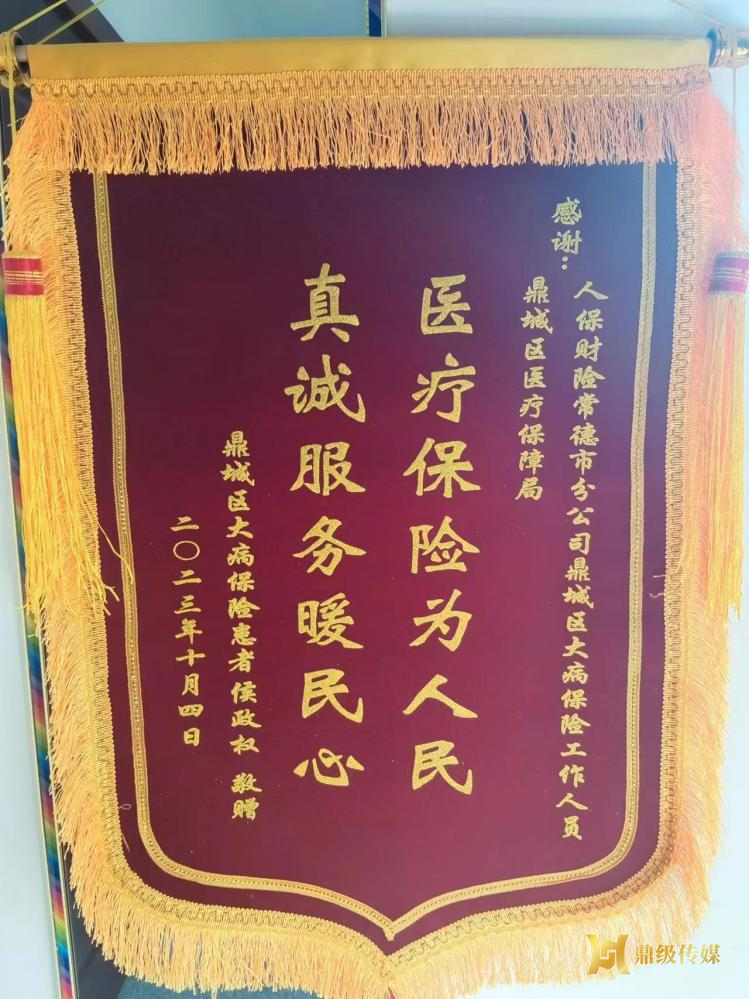 感谢：
人保财险常德市分公司鼎城区大病保险工作人员
鼎城区医疗保障局
医疗保险为人民
真诚服务暖民心
鼎城区大病保险患者 侯政权 敬赠
二〇二三年十月四日
鼎级传媒